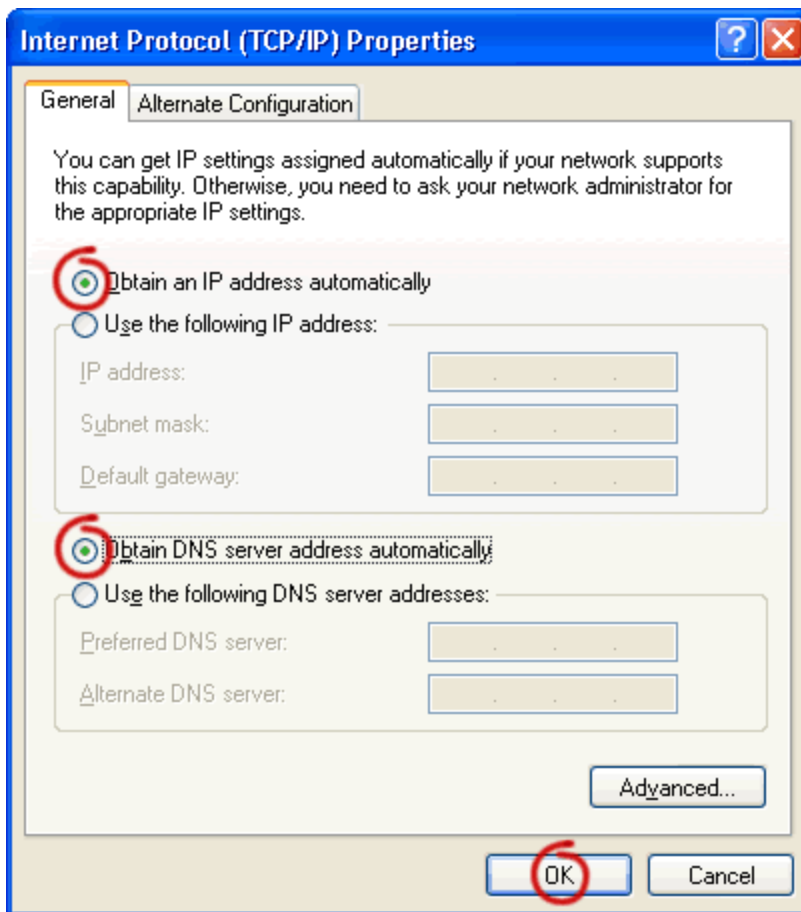 Internet Protocol (TCP/IP) Properties
General
Alternate Configuration
You can get IP settings assigned automatically if your network supports
this capability. Otherwise, you need to ask your network administrator for
the appropriate IP settings.
Obtain an IP address automatically
Use the following IP address:
IP address:
Subnet mask:
Default gateway:
Obtain DNS server address automatically
Use the following DNS server addresses:
Preferred DNS server:
Alternate DNS server:
Advanced...
OK
Cancel